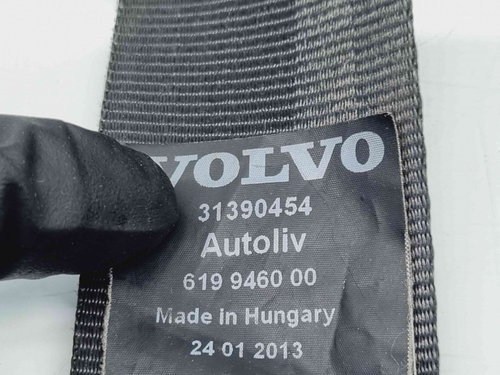 VOLVO
31390454
Autoliv
619 9460 00
Made in Hungary
24 01 2013